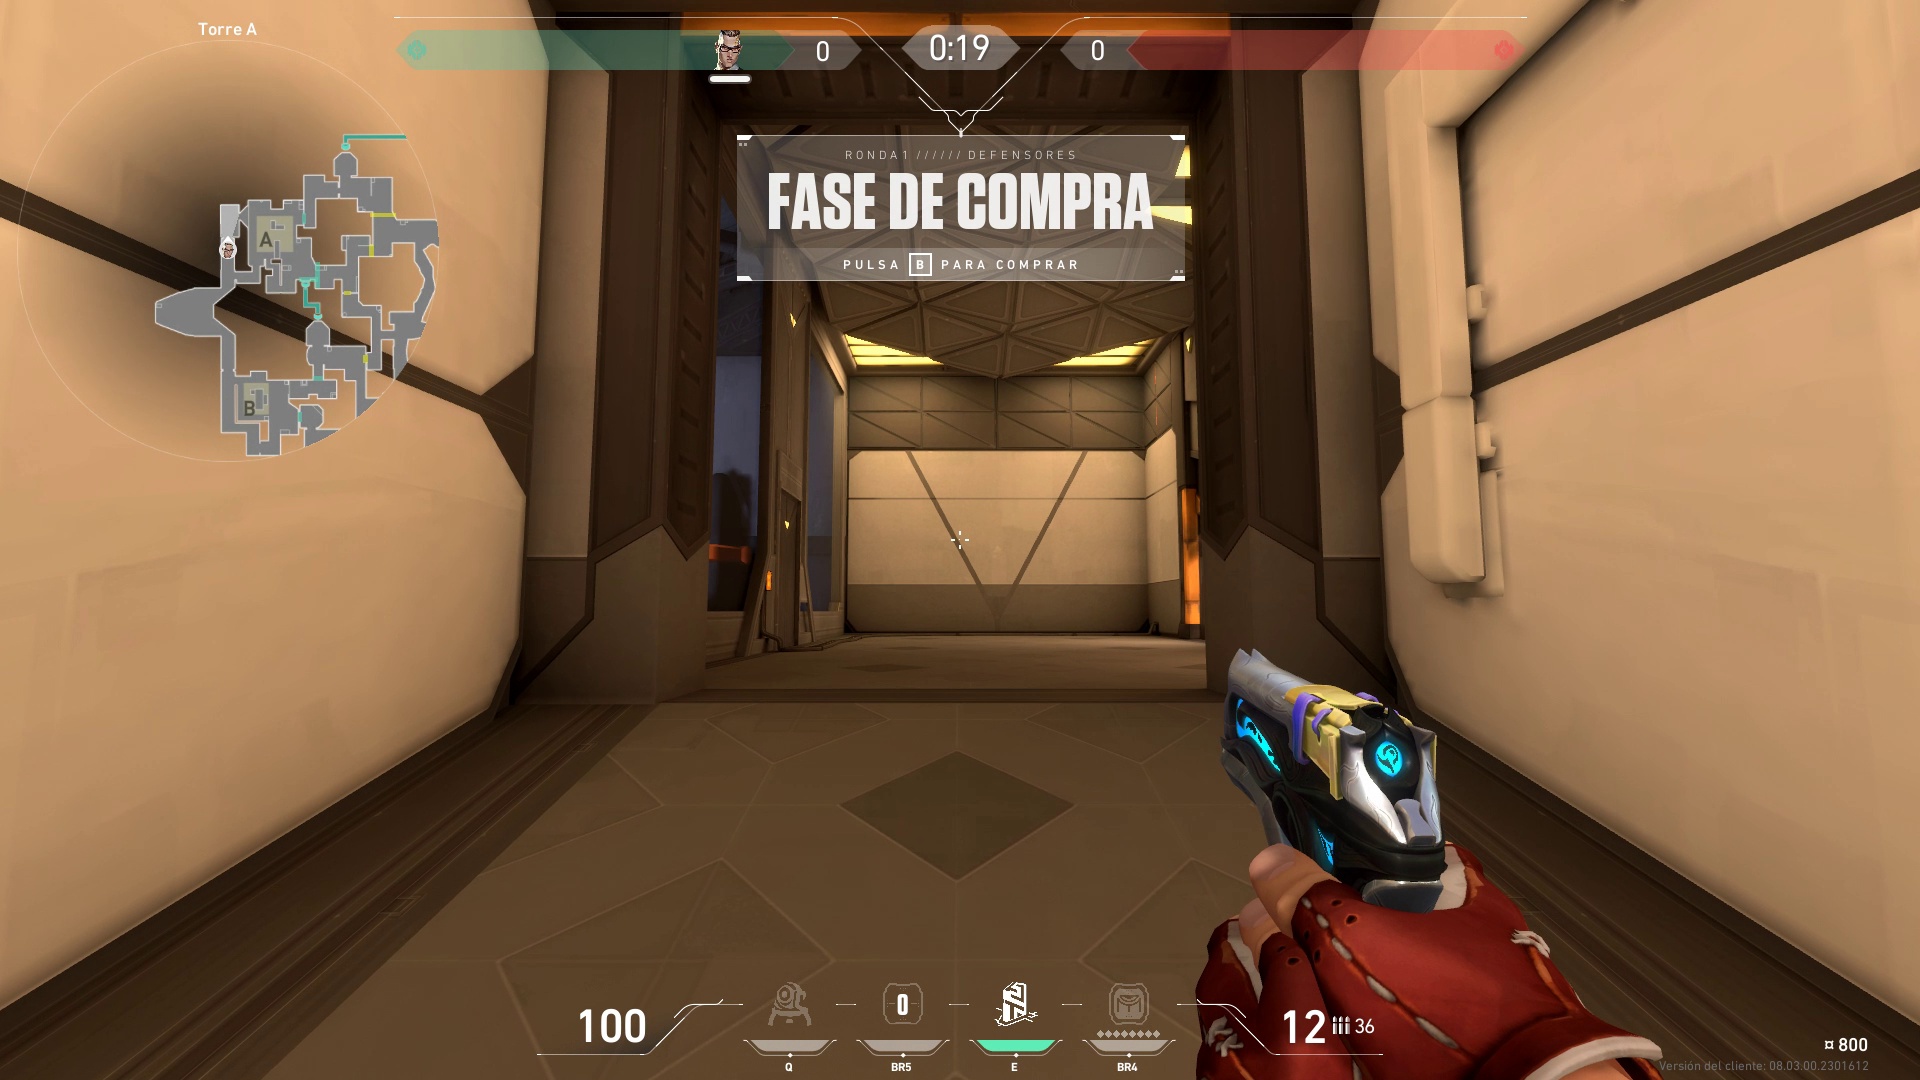 Torre A
0
0:19
0
RONDA 1 ////// DEFENSORES
FASE DE COMPRA
PULSA B PARA COMPRAR
A
B
100
0
12
36
Q
BR5
E
BR4
¤ 800
Versión del cliente: 08.03.00.2301612